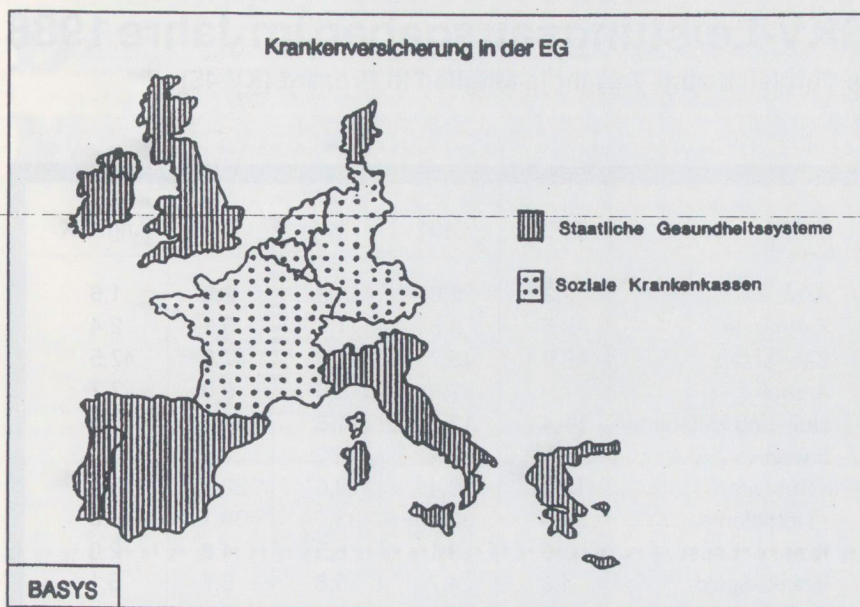 Krankenversicherung in der EG
Staatliche Gesundheitssysteme
Soziale Krankenkassen
BASYS